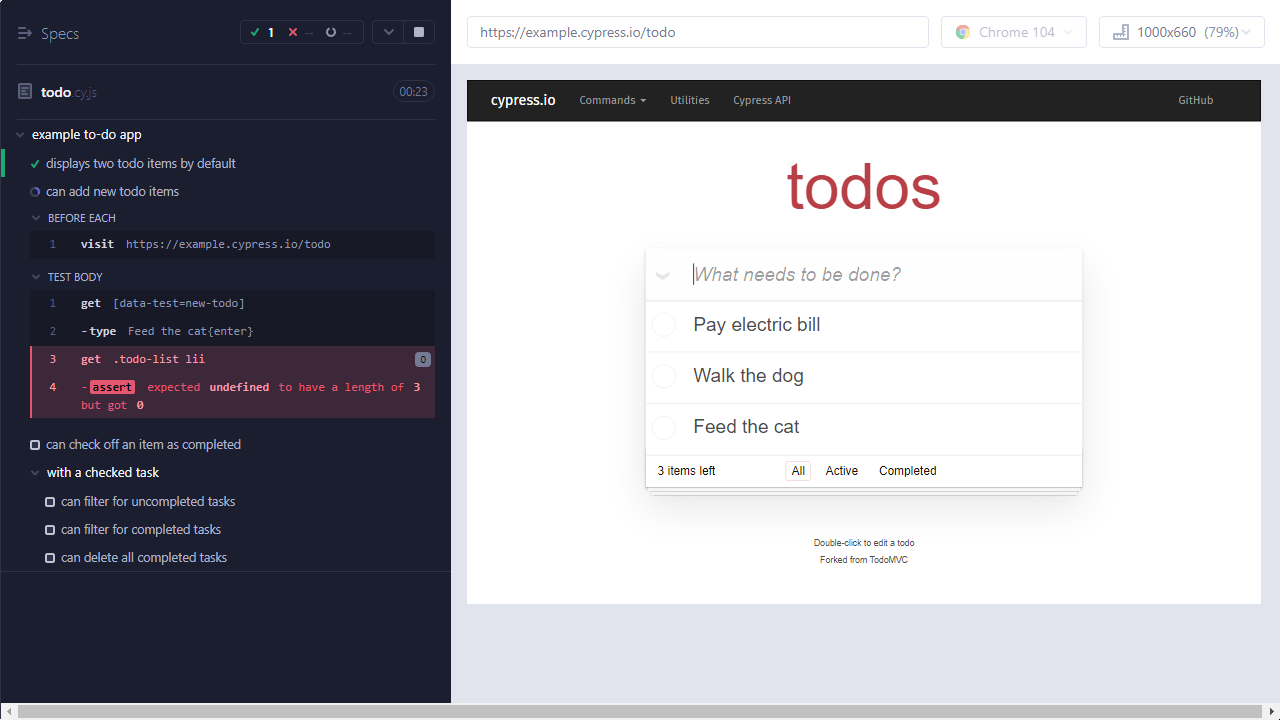 Specs
1 -- --
todo.cy.js
00:23
example to-do app
displays two todo items by default
can add new todo items
BEFORE EACH
1 visit https://example.cypress.io/todo
TEST BODY
1 get [data-test=new-todo]
2 -type Feed the cat{enter}
3 get .todo-list lii 0
4 -assert expected undefined to have a length of 3
but got 0
can check off an item as completed
with a checked task
can filter for uncompleted tasks
can filter for completed tasks
can delete all completed tasks
https://example.cypress.io/todo
Chrome 104
1000x660 (79%)
cypress.io Commands Utilities Cypress API GitHub
todos
What needs to be done?
Pay electric bill
Walk the dog
Feed the cat
3 items left All Active Completed
Double-click to edit a todo
Forked from TodoMVC